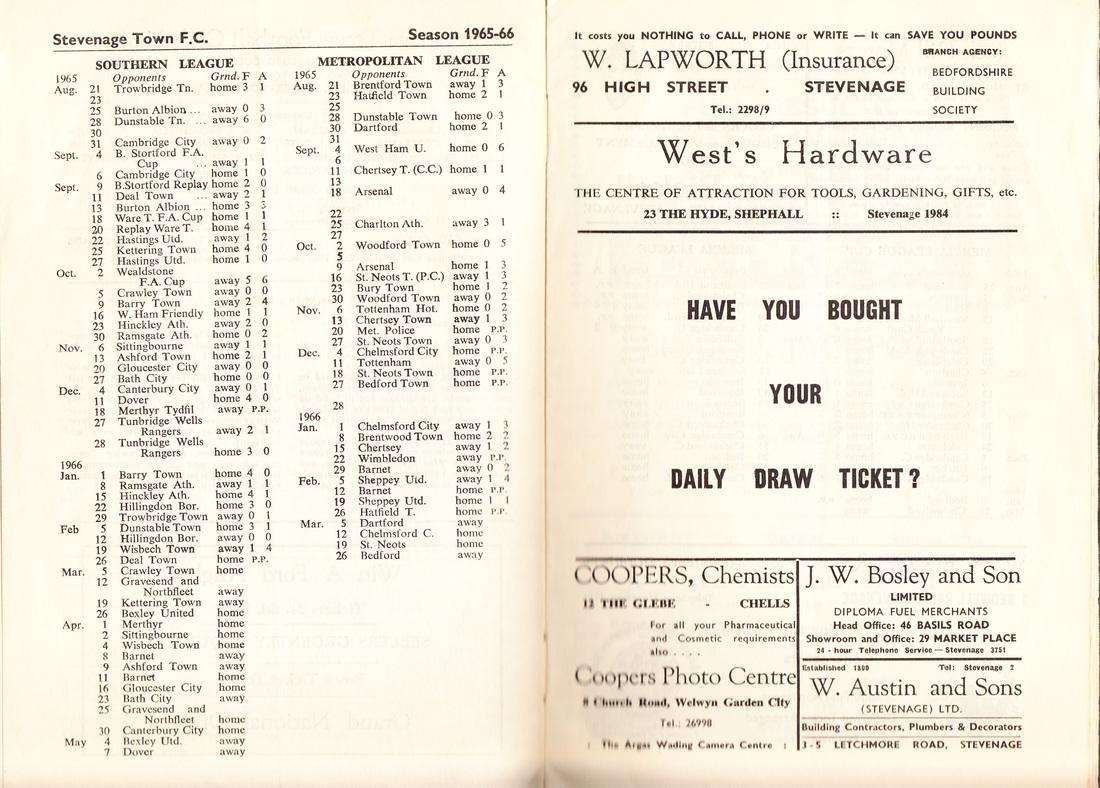 Stevenage Town F.C. Season 1965-66
SOUTHERN LEAGUE
1965 Opponents Grnd. F A
Aug. 21 Trowbridge Tn. home 3 1
23
25 Burton Albion ... away 0 3
28 Dunstable Tn. ... away 6 0
30
31 Cambridge City away 0 2
Sept. 4 B. Stortford F.A.
Cup ... away 1 1
6 Cambridge City home 1 0
Sept. 9 B.Stortford Replay home 2 0
11 Deal Town ... away 2 1
13 Burton Albion ... home 3 3
18 Ware T. F.A. Cup home 1 1
20 Replay Ware T. home 4 1
22 Hastings Utd. away 1 2
25 Kettering Town home 4 0
27 Hastings Utd. home 1 0
Oct. 2 Wealdstone
F.A. Cup away 5 6
5 Crawley Town away 0 0
9 Barry Town away 2 4
16 W. Ham Friendly home 1 1
23 Hinckley Ath. away 2 0
30 Ramsgate Ath. home 0 2
Nov. 6 Sittingbourne away 1 1
13 Ashford Town home 2 1
20 Gloucester City away 0 0
27 Bath City home 0 0
Dec. 4 Canterbury City away 0 1
11 Dover home 4 0
18 Merthyr Tydfil away P.P.
27 Tunbridge Wells
Rangers away 2 1
28 Tunbridge Wells
Rangers home 3 0
1966
Jan. 1 Barry Town home 4 0
8 Ramsgate Ath. away 1 1
15 Hinckley Ath. home 4 1
22 Hillingdon Bor. home 3 0
29 Trowbridge Town away 0 1
Feb 5 Dunstable Town home 3 1
12 Hillingdon Bor. away 0 0
19 Wisbech Town away 1 4
26 Deal Town home P.P.
Mar. 5 Crawley Town home
12 Gravesend and
Northfleet away
19 Kettering Town away
26 Bexley United home
Apr. 1 Merthyr home
2 Sittingbourne home
4 Wisbech Town home
8 Barnet away
9 Ashford Town away
11 Barnet home
16 Gloucester City home
23 Bath City away
25 Gravesend and
Northfleet home
30 Canterbury City home
May 4 Bexley Utd. away
7 Dover away
METROPOLITAN LEAGUE
1965 Opponents Grnd. F A
Aug. 21 Brentford Town away 1 3
23 Hatfield Town home 2 1
25
28 Dunstable Town home 0 3
30 Dartford home 2 1
31
Sept. 4 West Ham U. home 0 6
6
11 Chertsey T. (C.C.) home 1 1
13
18 Arsenal away 0 4
22
25 Charlton Ath. away 3 1
27
Oct. 2 Woodford Town home 0 5
5
9 Arsenal home 1 3
16 St. Neots T. (P.C.) away 1 3
23 Bury Town home 1 2
30 Woodford Town away 0 2
Nov. 6 Tottenham Hot. home 0 2
13 Chertsey Town away 1 3
20 Met. Police home P.P.
27 St. Neots Town away 0 3
Dec. 4 Chelmsford City home P.P.
11 Tottenham away 0 5
18 St. Neots Town home P.P.
27 Bedford Town home P.P.
28
1966
Jan. 1 Chelmsford City away 1 3
8 Brentwood Town home 2 2
15 Chertsey away 1 2
22 Wimbledon away P.P.
29 Barnet away 0 2
Feb. 5 Sheppey Utd. away 1 4
12 Barnet home P.P.
19 Sheppey Utd. home 1 1
26 Hatfield T. home P.P.
Mar. 5 Dartford away
12 Chelmsford C. home
19 St. Neots home
26 Bedford away
It costs you NOTHING to CALL, PHONE or WRITE — It can SAVE YOU POUNDS
W. LAPWORTH (Insurance)
96 HIGH STREET . STEVENAGE
Tel.: 2298/9
BRANCH AGENCY:
BEDFORDSHIRE
BUILDING
SOCIETY
West's Hardware
THE CENTRE OF ATTRACTION FOR TOOLS, GARDENING, GIFTS, etc.
23 THE HYDE, SHEPHALL :: Stevenage 1984
HAVE YOU BOUGHT
YOUR
DAILY DRAW TICKET ?
COOPERS, Chemists
12 THE GLEBE - CHELLS
For all your Pharmaceutical
and Cosmetic requirements
also . . . .
Coopers Photo Centre
8 Church Road, Welwyn Garden City
Tel.: 26998
: The Argus Wading Camera Centre :
J. W. Bosley and Son
LIMITED
DIPLOMA FUEL MERCHANTS
Head Office: 46 BASILS ROAD
Showroom and Office: 29 MARKET PLACE
24 - hour Telephone Service — Stevenage 3751
Established 1800 Tel: Stevenage 2
W. Austin and Sons
(STEVENAGE) LTD.
Building Contractors, Plumbers & Decorators
3-5 LETCHMORE ROAD, STEVENAGE